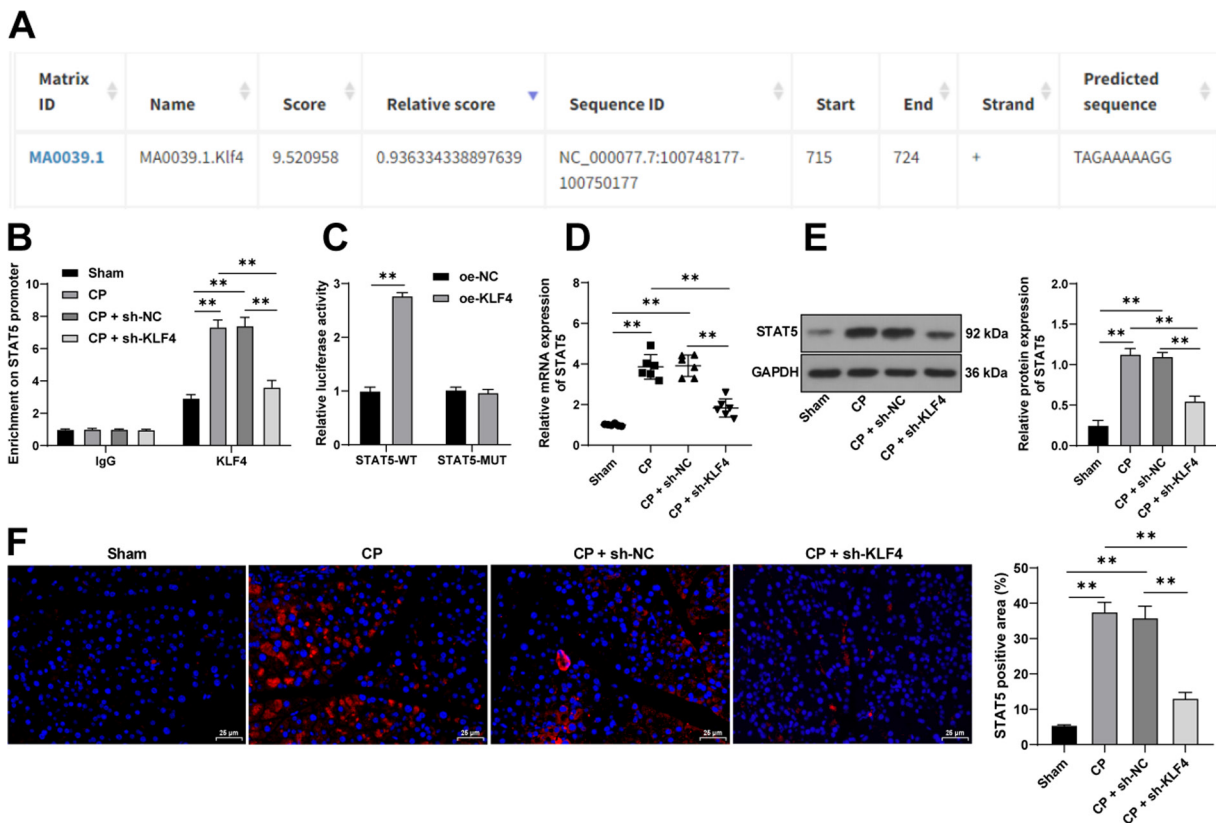 A
Matrix ID
Name
Score
Relative score
Sequence ID
Start
End
Strand
Predicted sequence
MA0039.1
MA0039.1.Klf4
9.520958
0.936334338897639
NC_000077.7:100748177-
100750177
715
724
+
TAGAAAAAGG
B
Enrichment on STAT5 promoter
10
8
6
4
2
0
Sham
CP
CP + sh-NC
CP + sh-KLF4
**
**
**
**
IgG
KLF4
C
Relative luciferase activity
3
2
1
0
**
oe-NC
oe-KLF4
STAT5-WT
STAT5-MUT
D
Relative mRNA expression
of STAT5
8
6
4
2
0
**
**
**
**
Sham
CP
CP + sh-NC
CP + sh-KLF4
E
STAT5
92 kDa
GAPDH
36 kDa
Sham
CP
CP + sh-NC
CP + sh-KLF4
Relative protein expression
of STAT5
2.0
1.5
1.0
0.5
0.0
**
**
**
**
Sham
CP
CP + sh-NC
CP + sh-KLF4
F
Sham
CP
CP + sh-NC
CP + sh-KLF4
25 μm
25 μm
25 μm
25 μm
STAT5 positive area (%)
50
40
30
20
10
0
**
**
**
**
Sham
CP
CP + sh-NC
CP + sh-KLF4